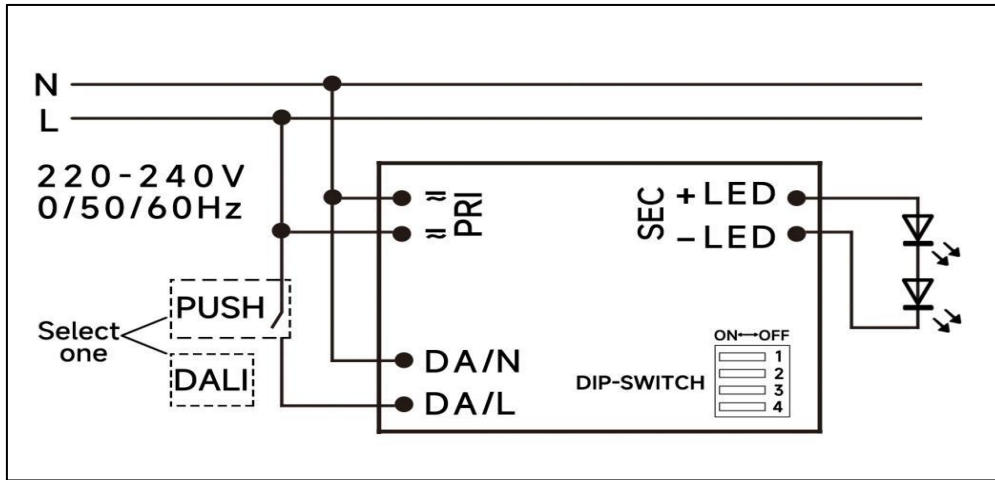 N
L
220-240V
0/50/60Hz
≂
PRI
≂
SEC
+LED
-LED
PUSH
Select
one
DALI
DA/N
DA/L
ON↔OFF
DIP-SWITCH
1
2
3
4